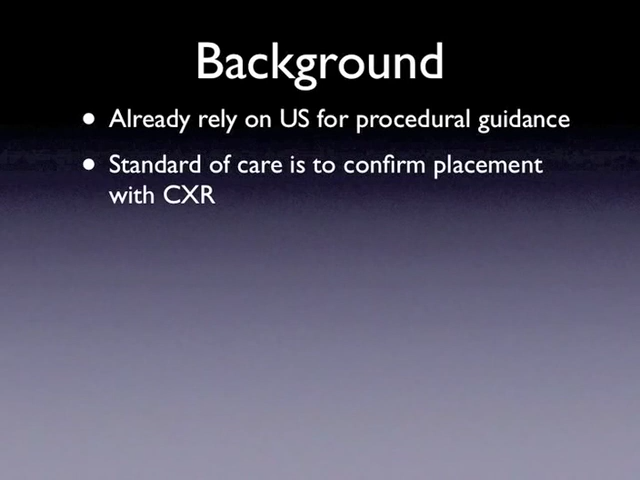 Background
• Already rely on US for procedural guidance
• Standard of care is to confirm placement
with CXR